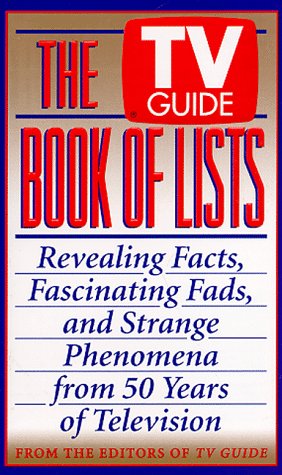 THE TV
GUIDE®
BOOK OF LISTS
Revealing Facts,
Fascinating Fads,
and Strange
Phenomena
from 50 Years
of Television
FROM THE EDITORS OF TV GUIDE